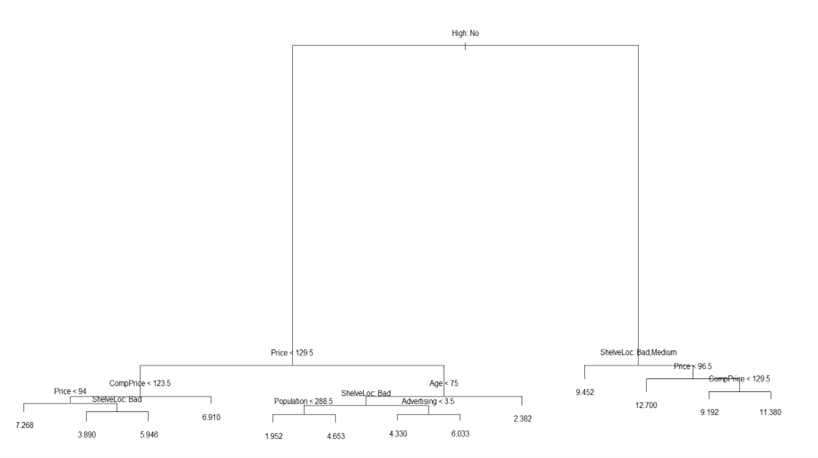 High: No
Price < 129.5
ShelveLoc: Bad,Medium
Price < 96.5
CompPrice < 123.5
Age < 75
CompPrice < 129.5
Price < 94
ShelveLoc: Bad
ShelveLoc: Bad
Population < 288.5
Advertising < 3.5
9.452
12.700
9.192
11.380
7.268
3.890
5.946
6.910
1.952
4.653
4.330
6.033
2.382